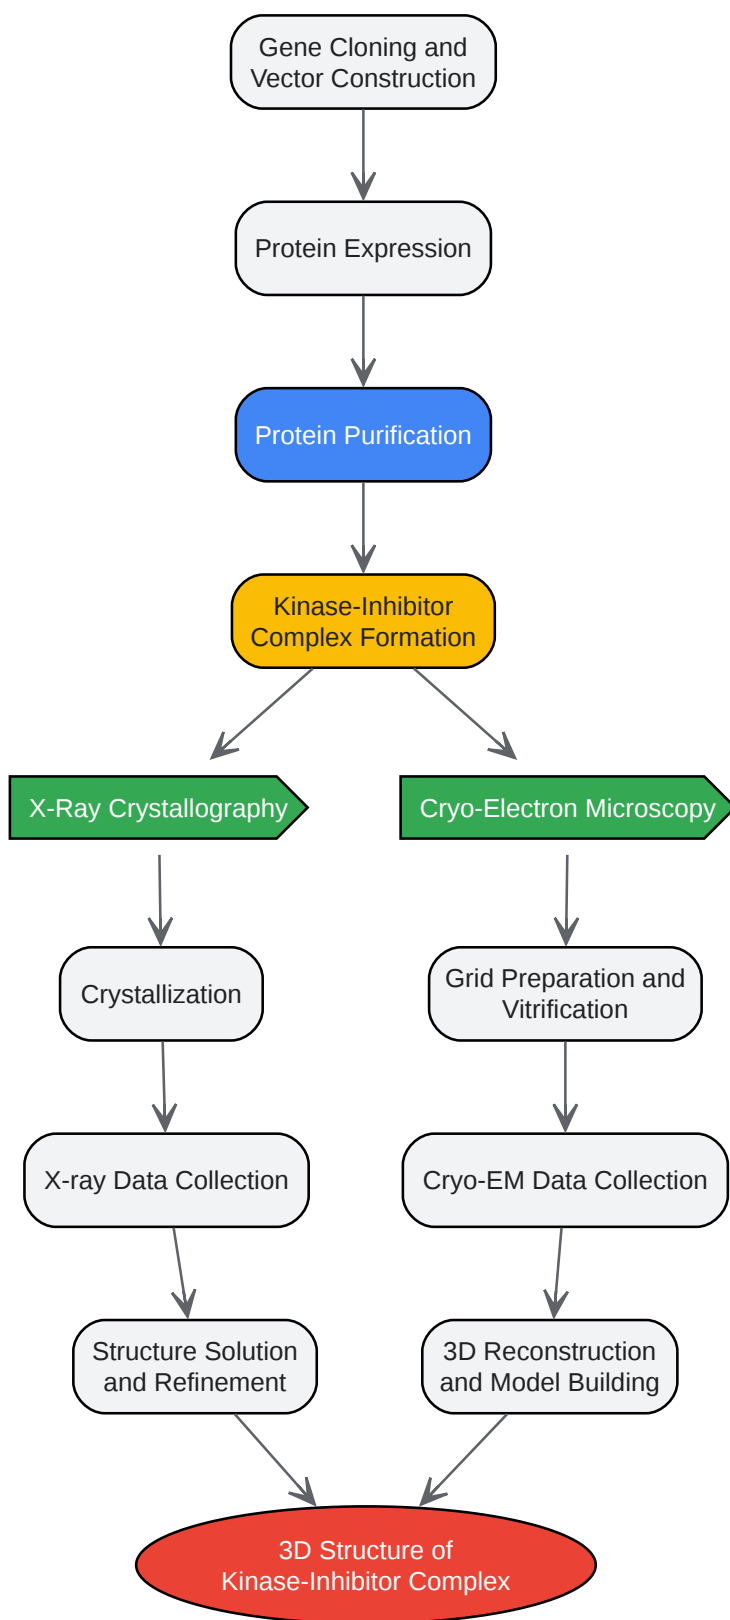 Gene Cloning and
Vector Construction
Protein Expression
Protein Purification
Kinase-Inhibitor
Complex Formation
X-Ray Crystallography
Cryo-Electron Microscopy
Crystallization
Grid Preparation and
Vitrification
X-ray Data Collection
Cryo-EM Data Collection
Structure Solution
and Refinement
3D Reconstruction
and Model Building
3D Structure of
Kinase-Inhibitor Complex